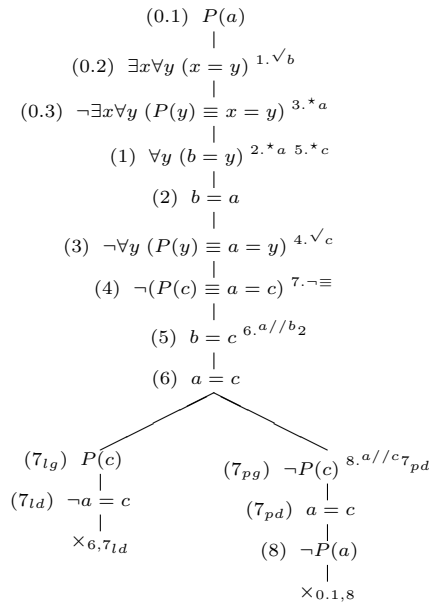 (0.1) P(a)
(0.2) ∃x∀y (x = y) 1.√b
(0.3) ¬∃x∀y (P(y) ≡ x = y) 3.⋆a
(1) ∀y (b = y) 2.⋆a 5.⋆c
(2) b = a
(3) ¬∀y (P(y) ≡ a = y) 4.√c
(4) ¬(P(c) ≡ a = c) 7.¬≡
(5) b = c 6.a//b2
(6) a = c
(7lg) P(c)
(7ld) ¬a = c
×6,7ld
(7pg) ¬P(c) 8.a//c7pd
(7pd) a = c
(8) ¬P(a)
×0.1,8